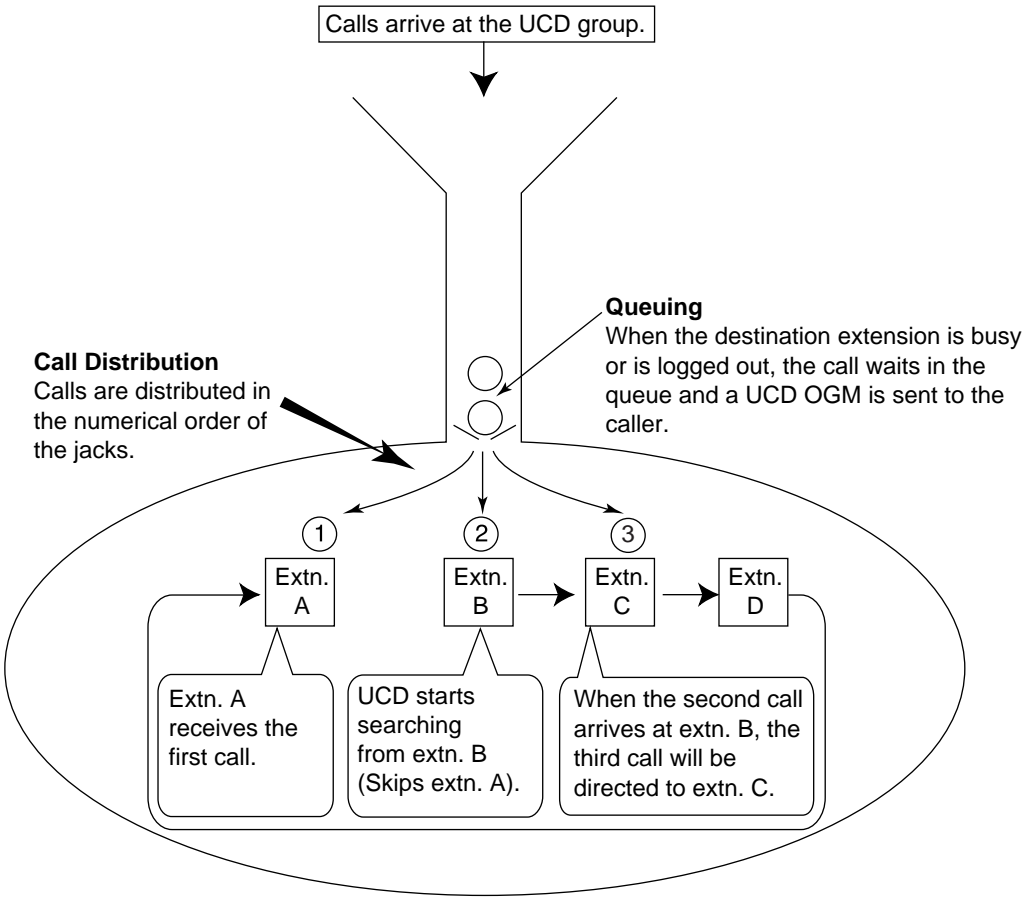 Calls arrive at the UCD group.
Queuing
When the destination extension is busy
or is logged out, the call waits in the
queue and a UCD OGM is sent to the
caller.
Call Distribution
Calls are distributed in
the numerical order of
the jacks.
1
2
3
Extn.
A
Extn.
B
Extn.
C
Extn.
D
Extn. A
receives the
first call.
UCD starts
searching
from extn. B
(Skips extn. A).
When the second call
arrives at extn. B, the
third call will be
directed to extn. C.